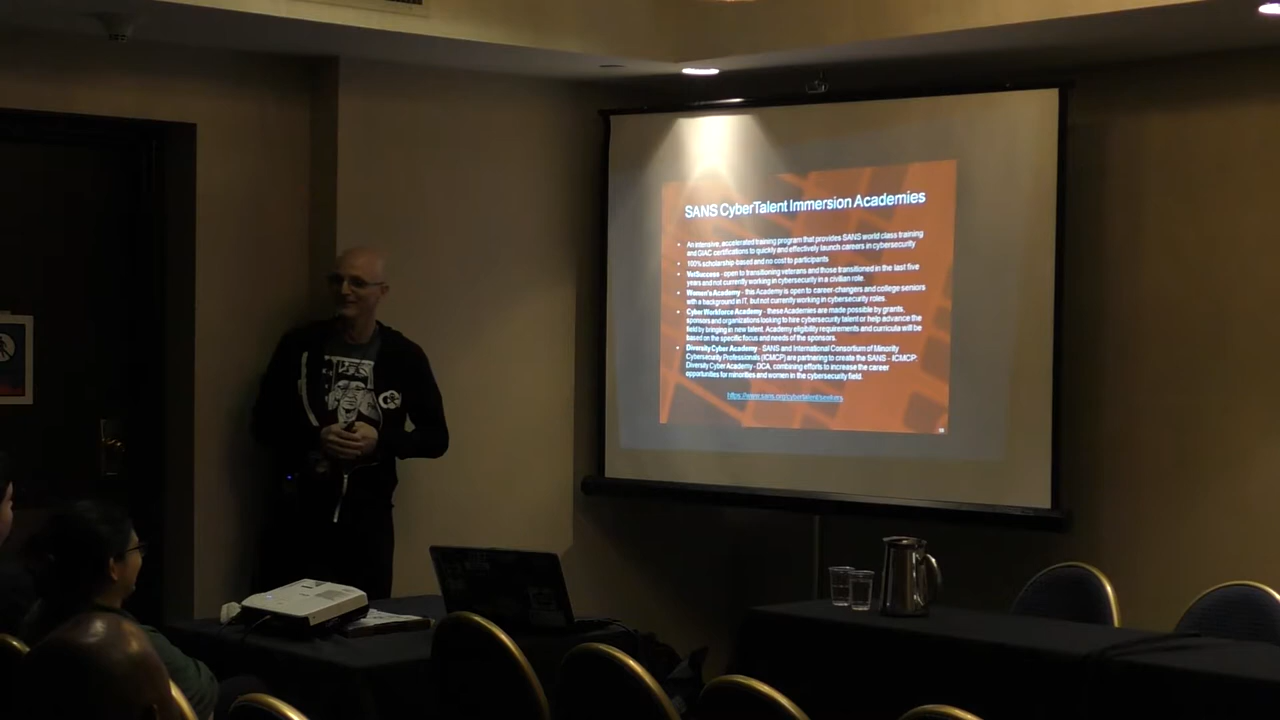 SANS CyberTalent Immersion Academies
• An intensive, accelerated training program that provides SANS world class training
and GIAC certifications to quickly and effectively launch careers in cybersecurity
• 100% scholarship-based and no cost to participants
• VetSuccess - open to transitioning veterans and those transitioned in the last five
years and not currently working in cybersecurity in a civilian role.
• Women's Academy - this Academy is open to career-changers and college seniors
with a background in IT, but not currently working in cybersecurity roles.
• Cyber Workforce Academy - these Academies are made possible by grants,
sponsors and organizations looking to hire cybersecurity talent or help advance the
field by bringing in new talent. Academy eligibility requirements and curricula will be
based on the specific focus and needs of the sponsors.
• Diversity Cyber Academy - SANS and International Consortium of Minority
Cybersecurity Professionals (ICMCP) are partnering to create the SANS - ICMCP:
Diversity Cyber Academy - DCA, combining efforts to increase the career
opportunities for minorities and women in the cybersecurity field.
https://www.sans.org/cybertalent/seekers